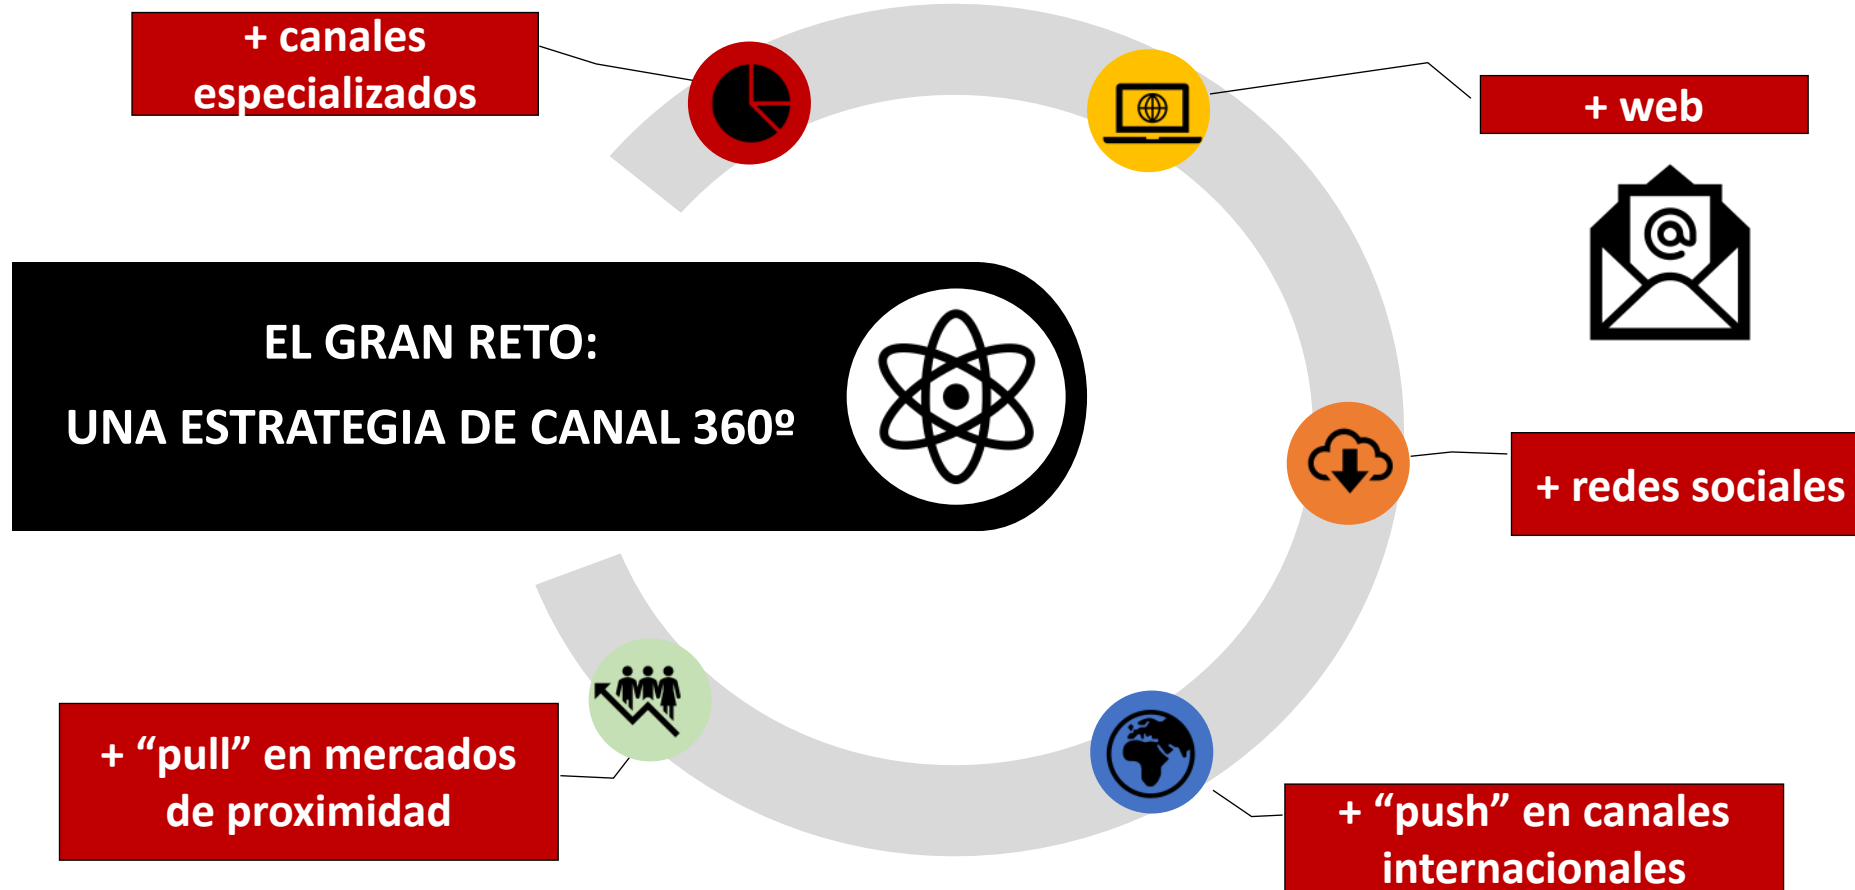 + canales
especializados
+ web
@
EL GRAN RETO:
UNA ESTRATEGIA DE CANAL 360º
+ redes sociales
+ “pull” en mercados
de proximidad
+ “push” en canales
internacionales